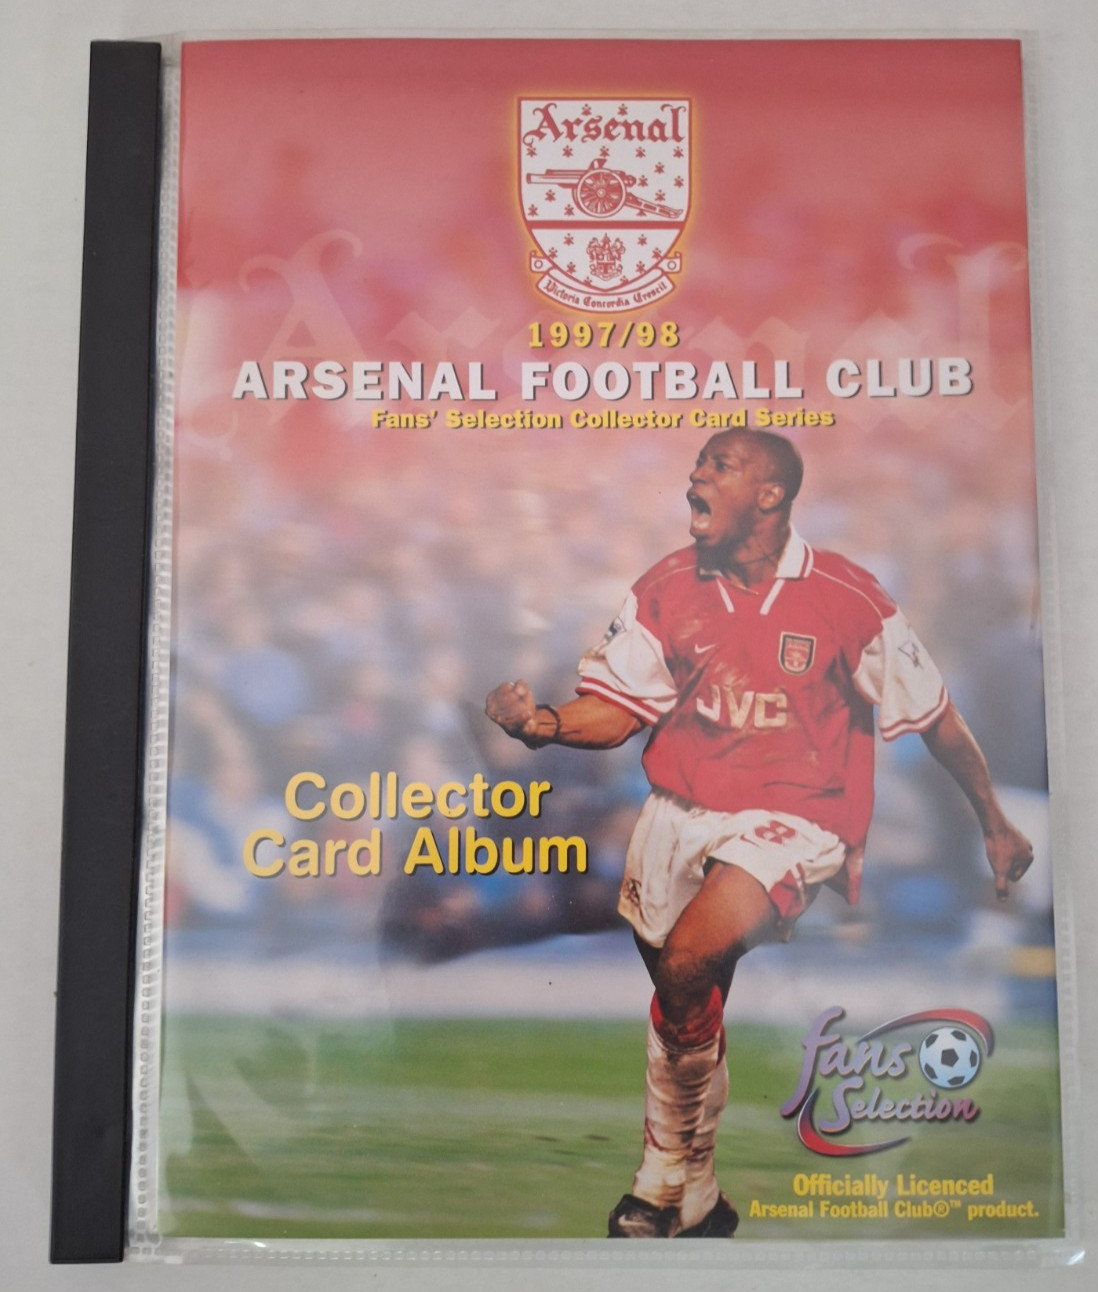 Arsenal
Victoria Concordia Crescit
1997/98
ARSENAL FOOTBALL CLUB
Fans' Selection Collector Card Series
JVC
8
Collector
Card Album
fans
Selection
Officially Licenced
Arsenal Football Club®™ product.